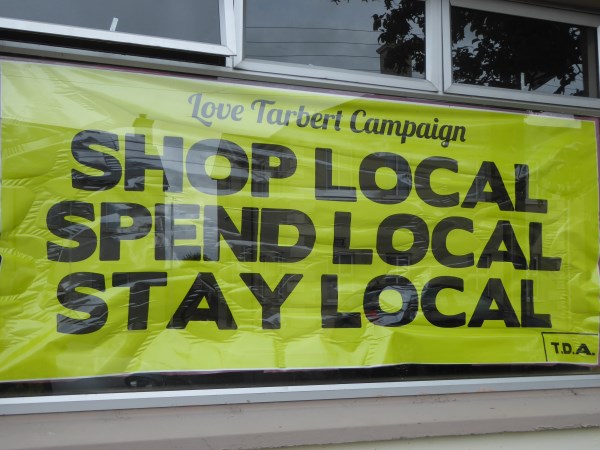 Love Tarbert Campaign
SHOP LOCAL
SPEND LOCAL
STAY LOCAL
T.D.A.